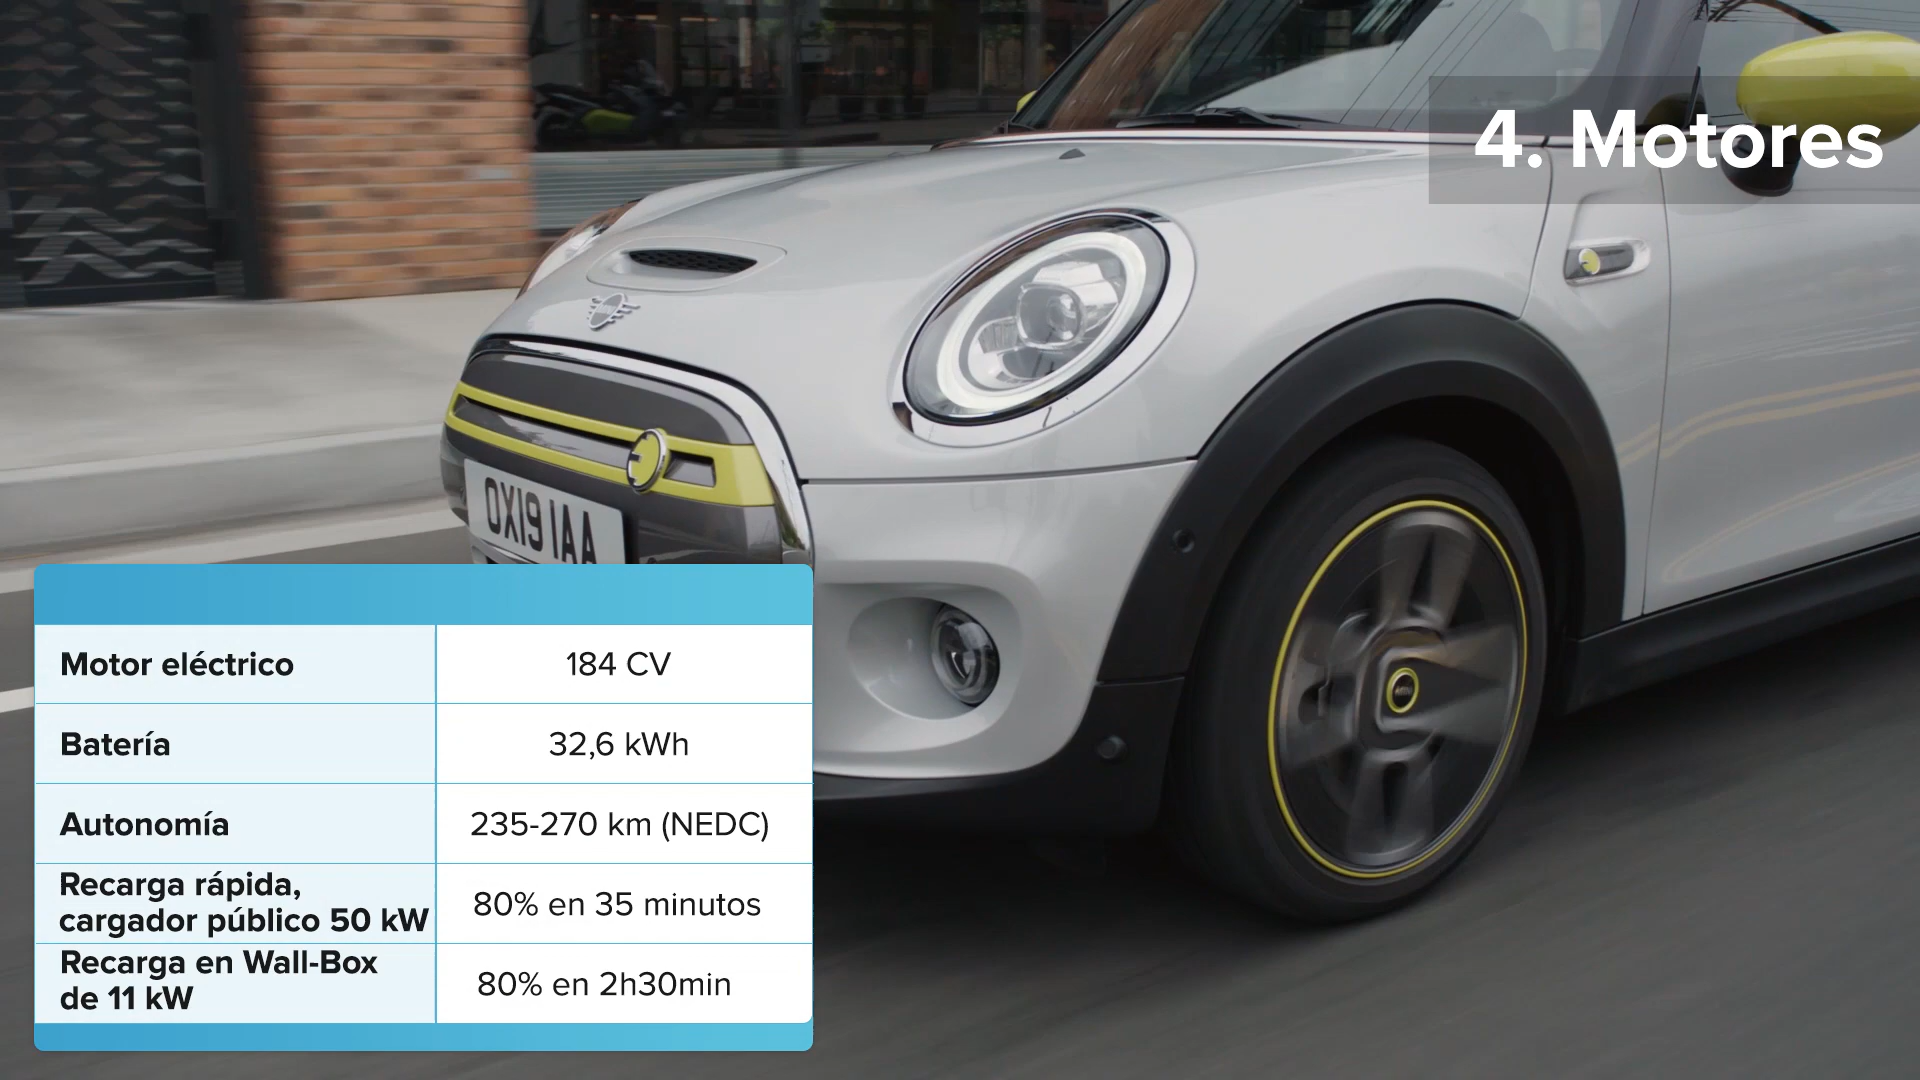 4. Motores
OX19 IAA
Motor eléctrico
184 CV
Batería
32,6 kWh
Autonomía
235-270 km (NEDC)
Recarga rápida,
cargador público 50 kW
80% en 35 minutos
Recarga en Wall-Box
de 11 kW
80% en 2h30min